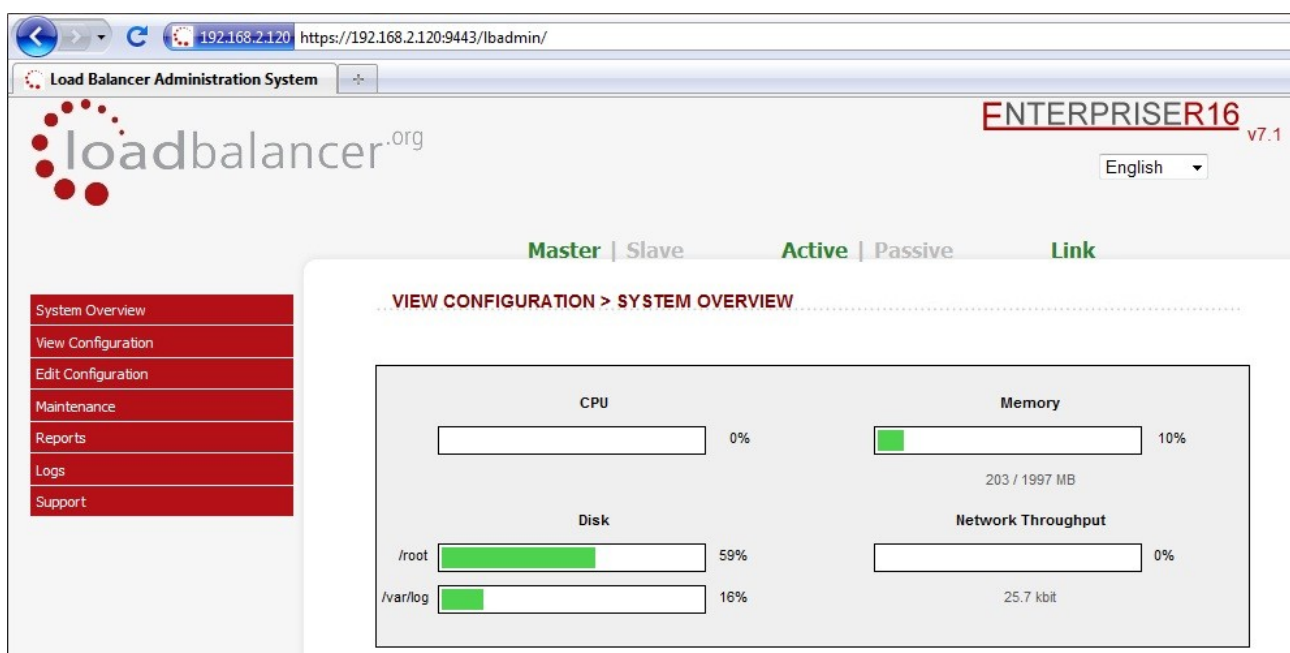 192.168.2.120 https://192.168.2.120:9443/lbadmin/
Load Balancer Administration System
loadbalancer.org
ENTERPRISER16
v7.1
English
Master | Slave Active | Passive Link
System Overview
View Configuration
Edit Configuration
Maintenance
Reports
Logs
Support
VIEW CONFIGURATION > SYSTEM OVERVIEW
CPU
0%
Memory
10%
203 / 1997 MB
Disk
/root 59%
/var/log 16%
Network Throughput
0%
25.7 kbit